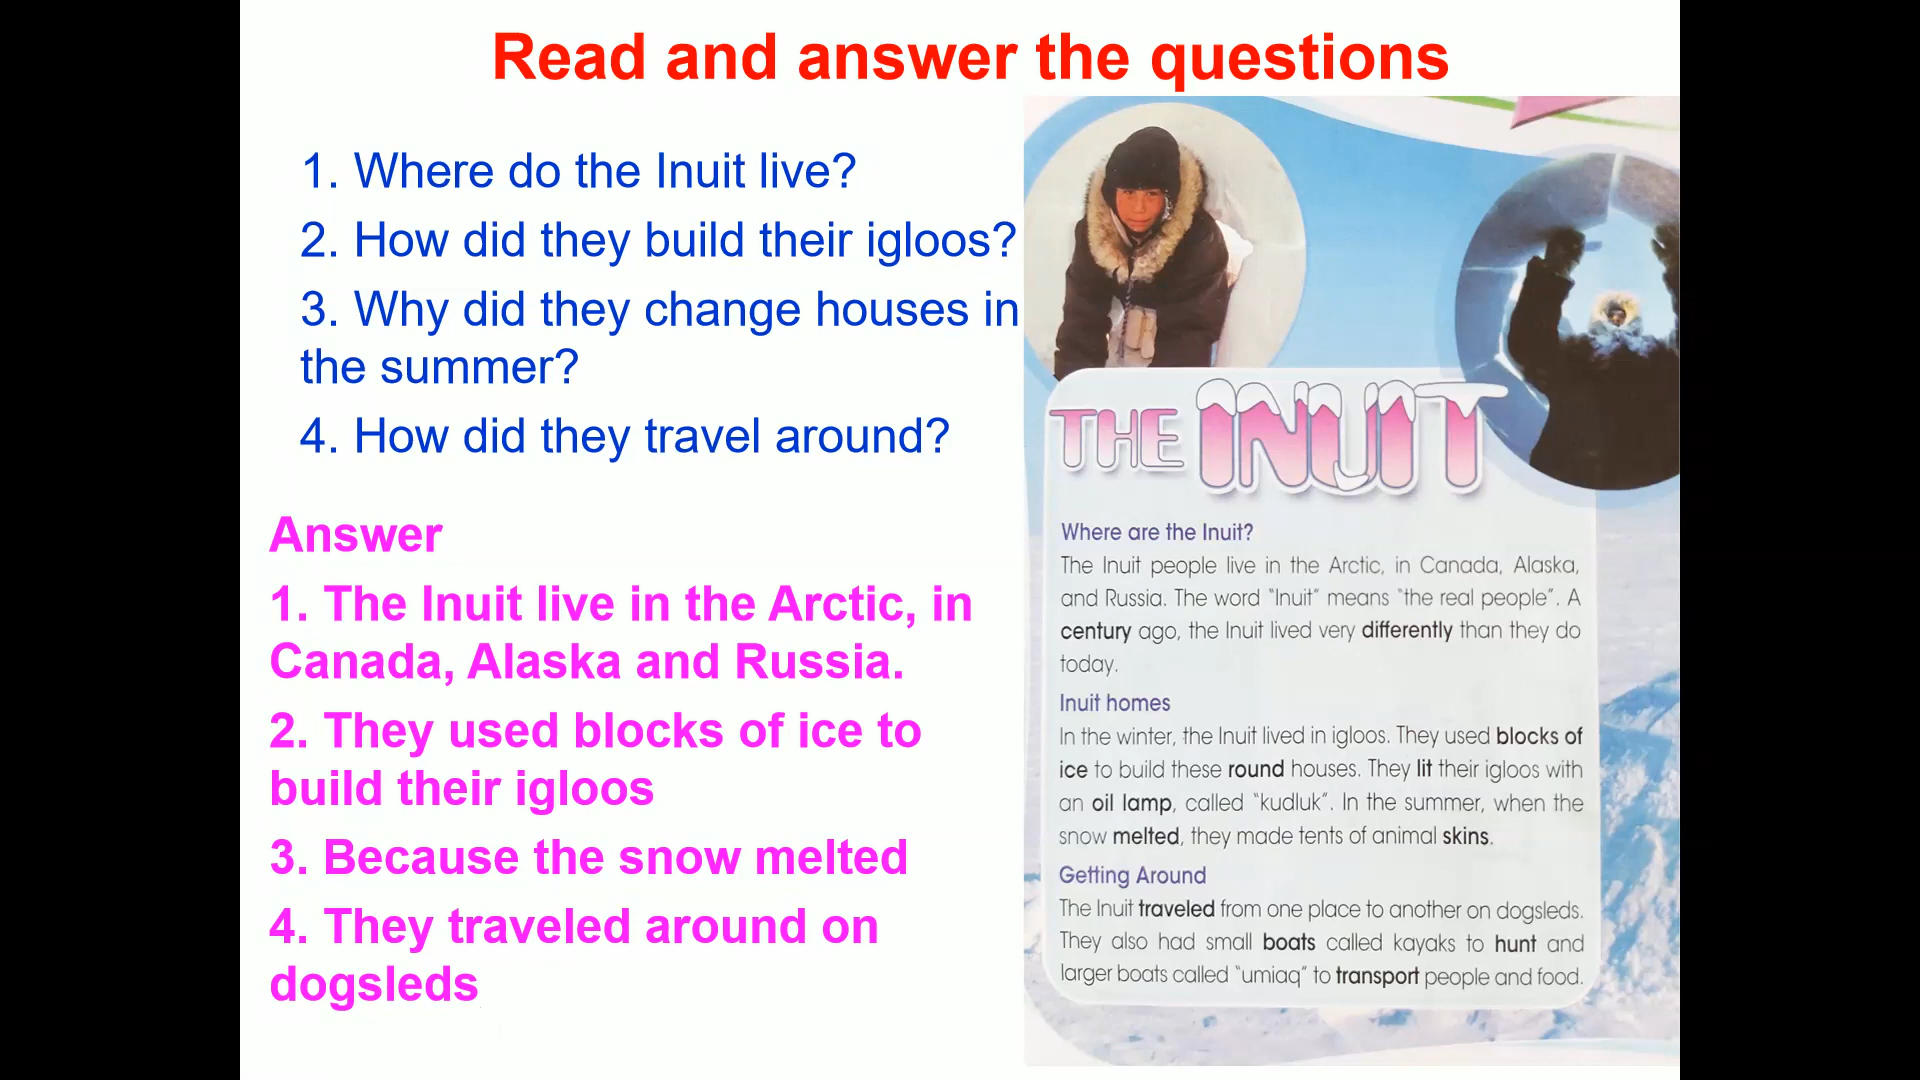 Read and answer the questions
1. Where do the Inuit live?
2. How did they build their igloos?
3. Why did they change houses in
the summer?
4. How did they travel around?
Answer
1. The Inuit live in the Arctic, in
Canada, Alaska and Russia.
2. They used blocks of ice to
build their igloos
3. Because the snow melted
4. They traveled around on
dogsleds
THE INUIT
Where are the Inuit?
The Inuit people live in the Arctic, in Canada, Alaska,
and Russia. The word "Inuit" means "the real people". A
century ago, the Inuit lived very differently than they do
today.
Inuit homes
In the winter, the Inuit lived in igloos. They used blocks of
ice to build these round houses. They lit their igloos with
an oil lamp, called "kudluk". In the summer, when the
snow melted, they made tents of animal skins.
Getting Around
The Inuit traveled from one place to another on dogsleds.
They also had small boats called kayaks to hunt and
larger boats called "umiaq" to transport people and food.